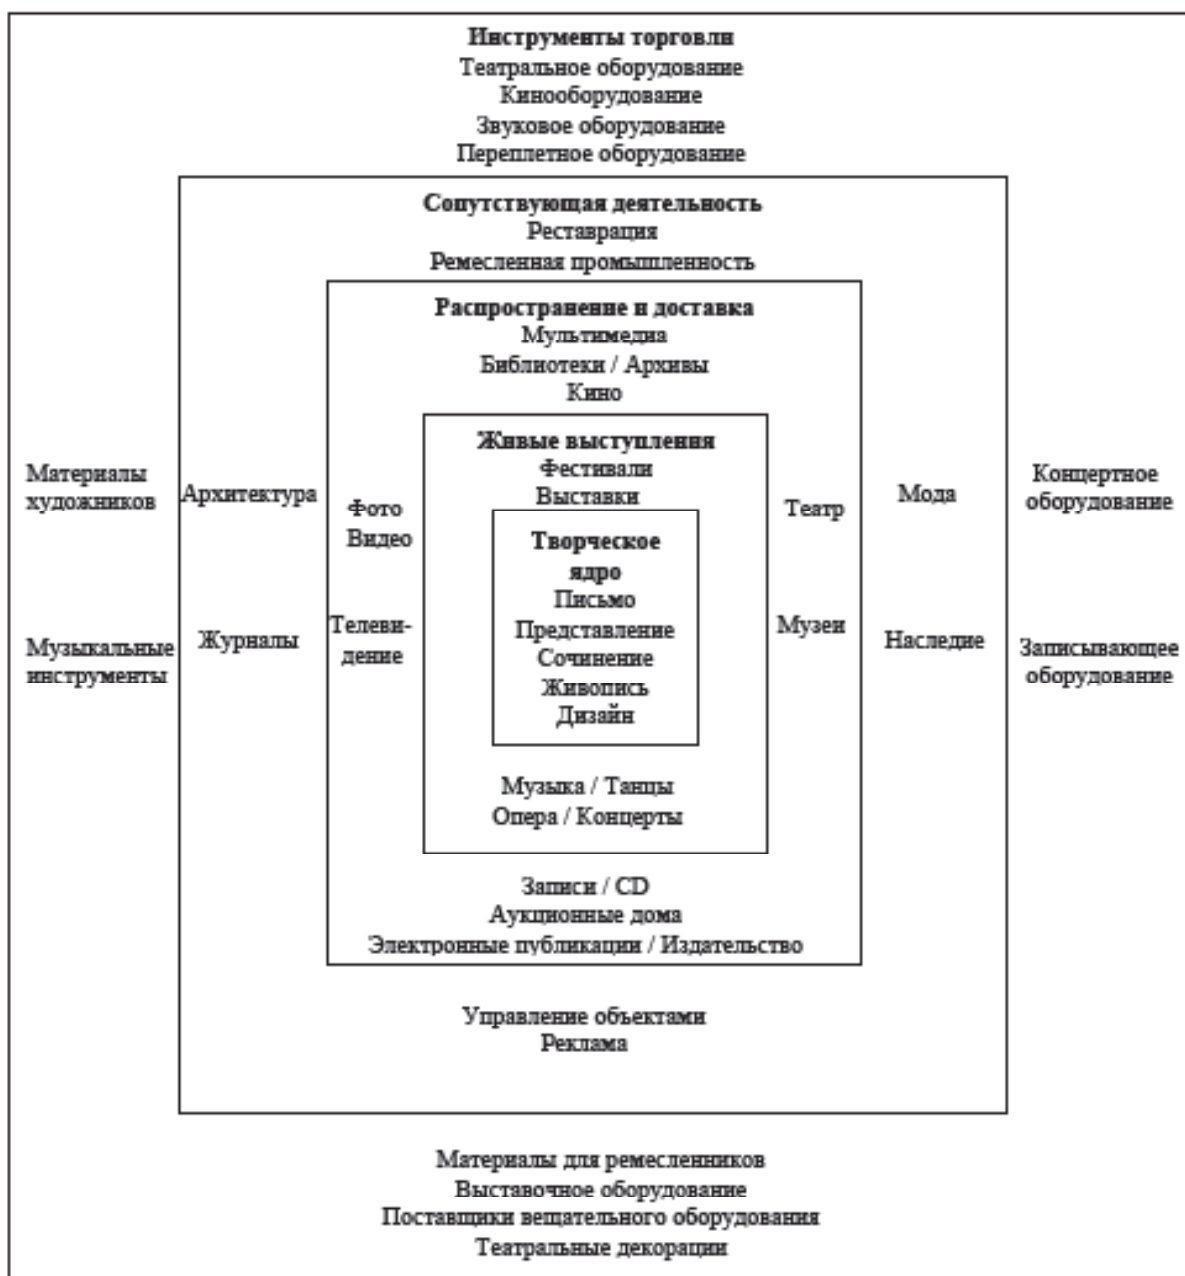 Инструменты торговли
Театральное оборудование
Кинооборудование
Звуковое оборудование
Переплетное оборудование
Сопутствующая деятельность
Реставрация
Ремесленная промышленность
Распространение и доставка
Мультимедиа
Библиотеки / Архивы
Кино
Живые выступления
Фестивали
Выставки
Материалы
художников
Архитектура
Фото
Видео
Театр
Мода
Концертное
оборудование
Творческое
ядро
Письмо
Представление
Сочинение
Живопись
Дизайн
Музыкальные
инструменты
Журналы
Телеви-
дение
Музеи
Наследие
Записывающее
оборудование
Музыка / Танцы
Опера / Концерты
Записи / CD
Аукционные дома
Электронные публикации / Издательство
Управление объектами
Реклама
Материалы для ремесленников
Выставочное оборудование
Поставщики вещательного оборудования
Театральные декорации